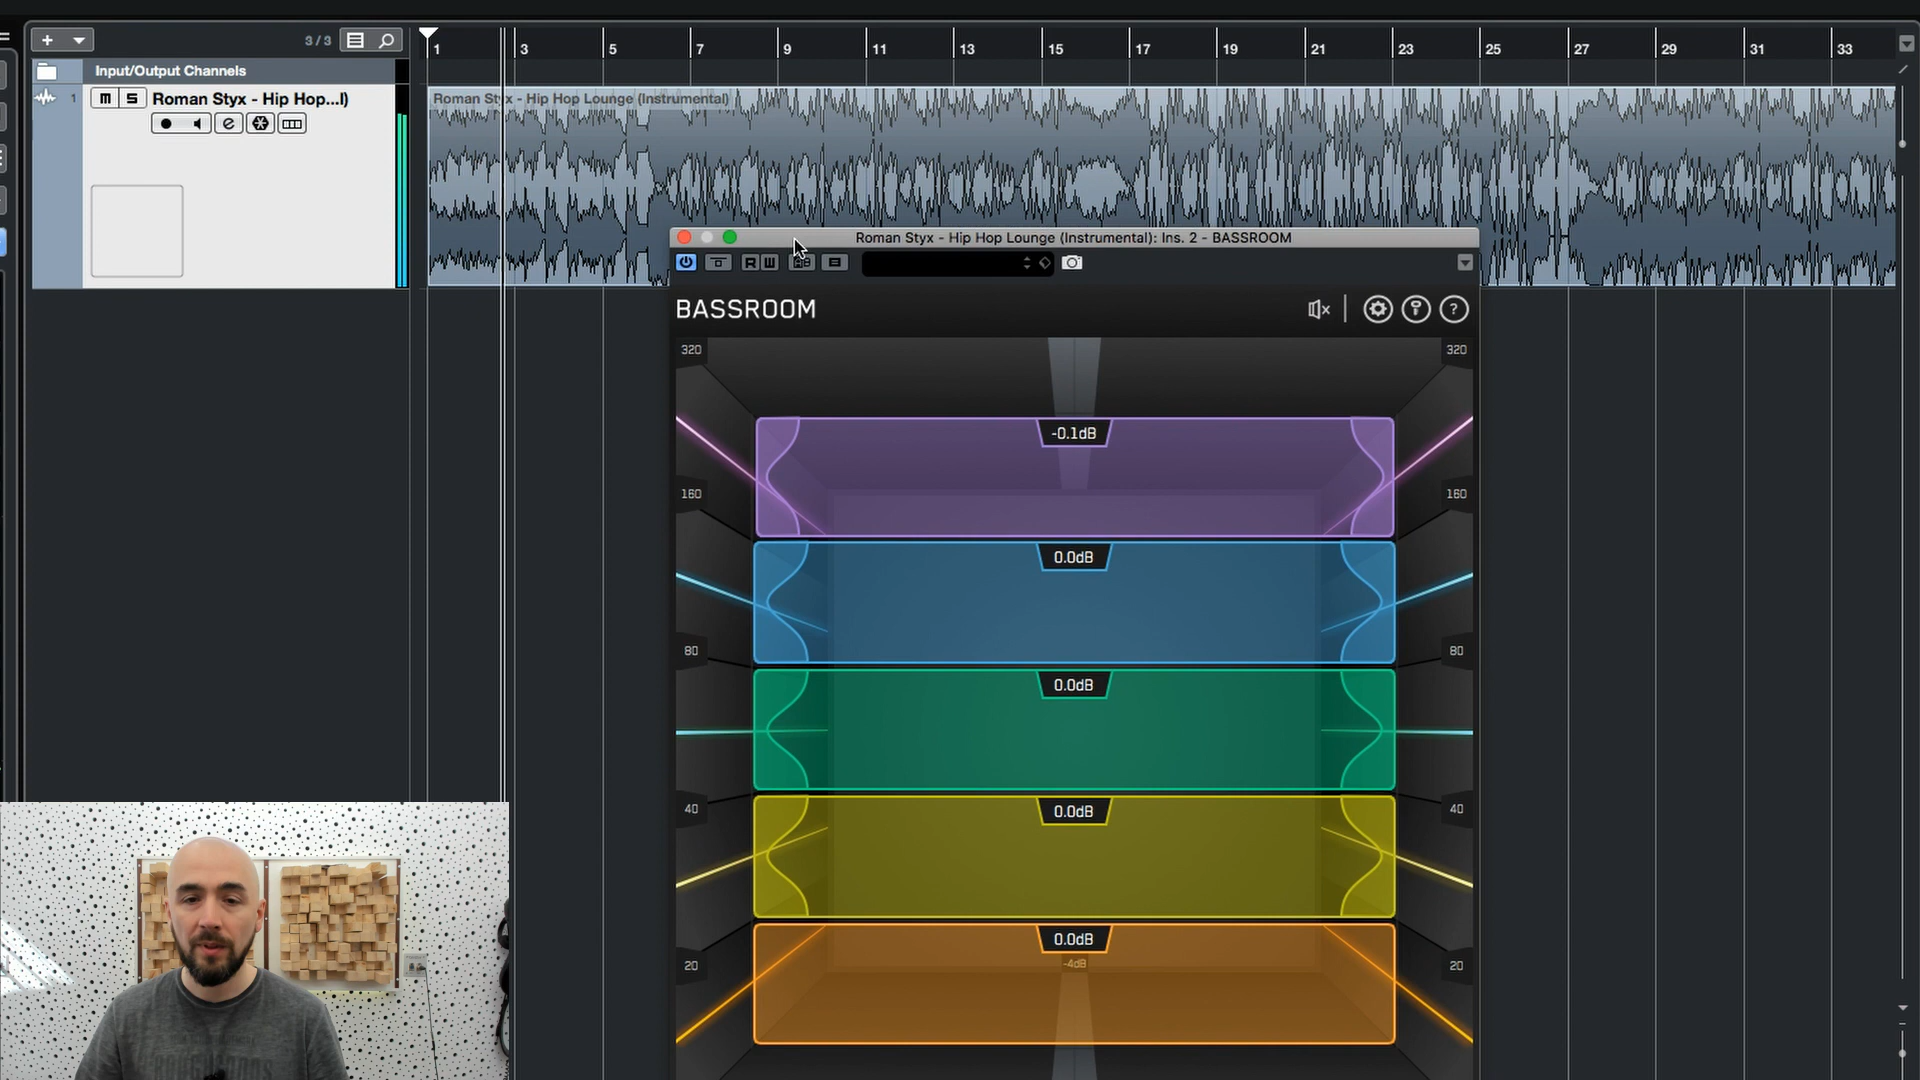 3 / 3
1 3 5 7 9 11 13 15 17 19 21 23 25 27 29 31 33
Input/Output Channels
1 M S Roman Styx - Hip Hop...l)
Roman Styx - Hip Hop Lounge (Instrumental)
e
Roman Styx - Hip Hop Lounge (Instrumental): Ins. 2 - BASSROOM
R W
BASSROOM
?
320 320
-0.1dB
160 160
0.0dB
80 80
0.0dB
40 40
0.0dB
0.0dB
-4dB
20 20